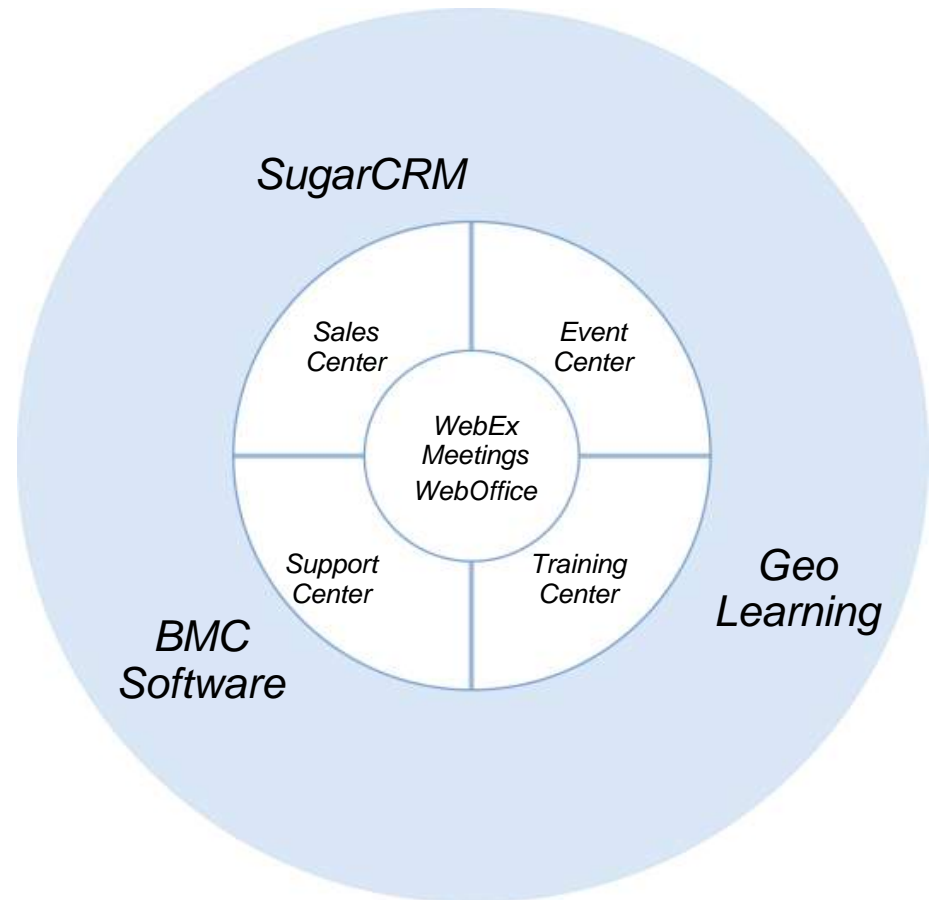 SugarCRM
Sales
Center
Event
Center
WebEx
Meetings
WebOffice
Support
Center
Training
Center
Geo
Learning
BMC
Software